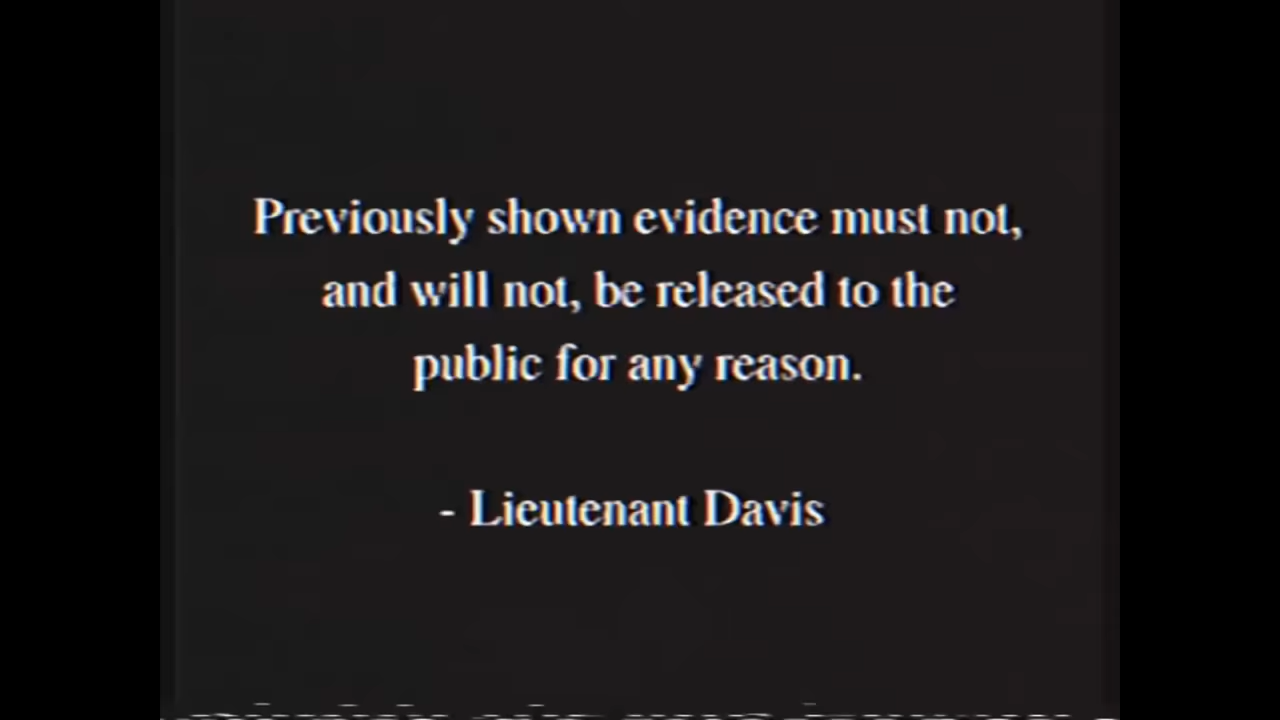 Previously shown evidence must not,
and will not, be released to the
public for any reason.
- Lieutenant Davis